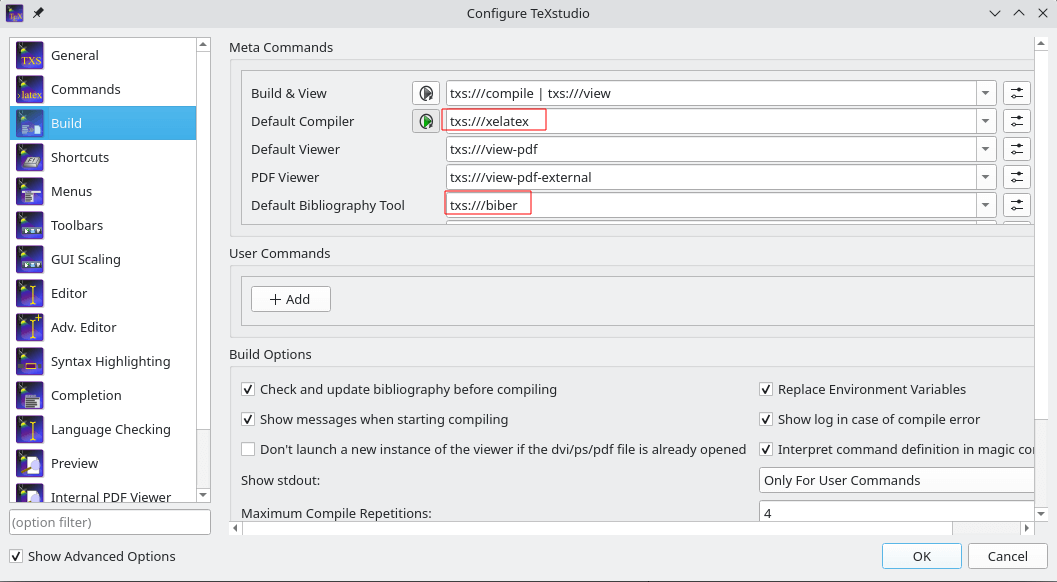 Configure TeXstudio
General
Commands
Build
Shortcuts
Menus
Toolbars
GUI Scaling
Editor
Adv. Editor
Syntax Highlighting
Completion
Language Checking
Preview
Internal PDF Viewer
(option filter)
Show Advanced Options
Meta Commands
Build & View txs:///compile | txs:///view
Default Compiler txs:///xelatex
Default Viewer txs:///view-pdf
PDF Viewer txs:///view-pdf-external
Default Bibliography Tool txs:///biber
User Commands
Add
Build Options
Check and update bibliography before compiling Replace Environment Variables
Show messages when starting compiling Show log in case of compile error
Don't launch a new instance of the viewer if the dvi/ps/pdf file is already opened Interpret command definition in magic co
Show stdout: Only For User Commands
Maximum Compile Repetitions: 4
OK Cancel